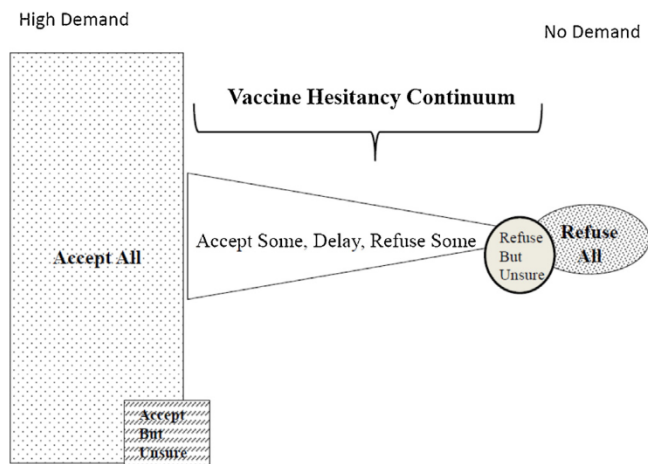 High Demand
No Demand
Vaccine Hesitancy Continuum
Accept All
Accept Some, Delay, Refuse Some
Refuse
But
Unsure
Refuse
All
Accept
But
Unsure